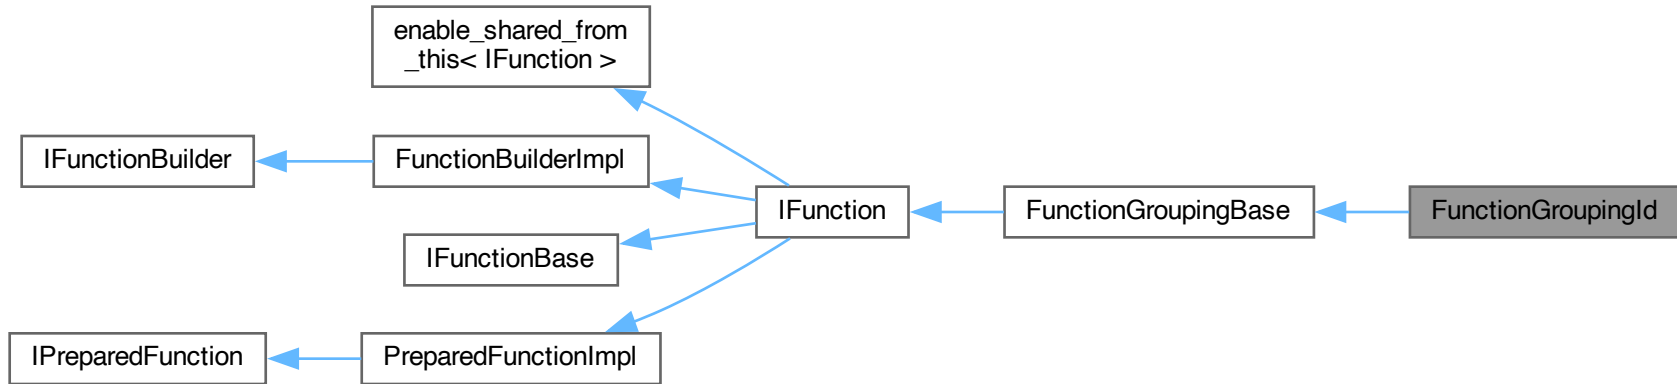 enable_shared_from
_this< IFunction >
IFunctionBuilder
FunctionBuilderImpl
IFunction
FunctionGroupingBase
FunctionGroupingId
IFunctionBase
IPreparedFunction
PreparedFunctionImpl